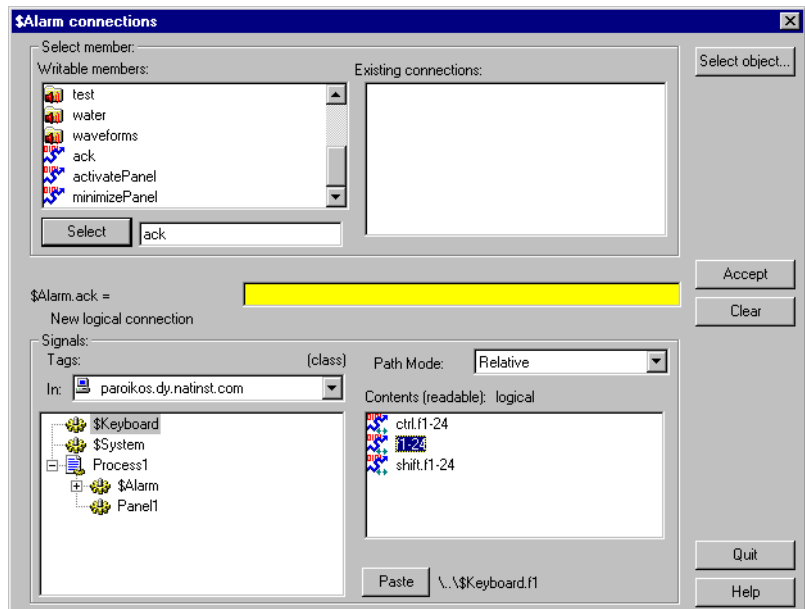 $Alarm connections
Select member:
Writable members:
Existing connections:
Select object...
test
water
waveforms
ack
activatePanel
minimizePanel
Select
ack
Accept
$Alarm.ack =
Clear
New logical connection
Signals:
Tags:
(class)
Path Mode:
Relative
In:
paroikos.dy.natinst.com
Contents (readable): logical
$Keyboard
$System
Process1
$Alarm
Panel1
ctrl.f1-24
f1-24
shift.f1-24
Quit
Paste
\..\$Keyboard.f1
Help